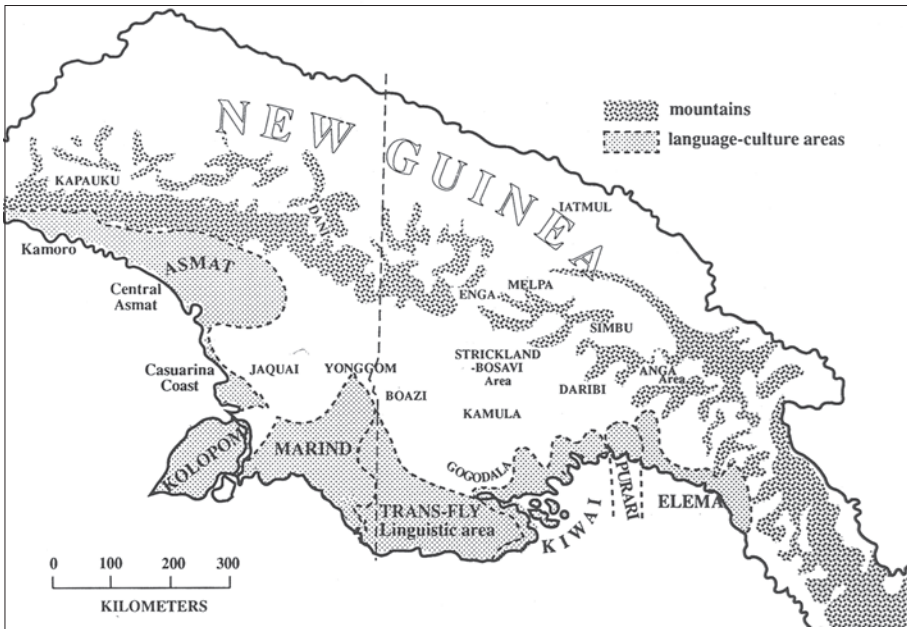 NEW GUINEA
mountains
language-culture areas
KAPAUKU
DANI
IATMUL
Kamoro
ASMAT
Central
Asmat
ENGA
MELPA
SIMBU
STRICKLAND
-BOSAVI
Area
ANGA
Area
DARIBI
Casuarina
Coast
JAQUAI
YONGGOM
BOAZI
KAMULA
KOLOPOM
MARIND
GOGODALA
TRANS-FLY
(Linguistic area)
KIWAI
PURARI
ELEMA
0 100 200 300
KILOMETERS